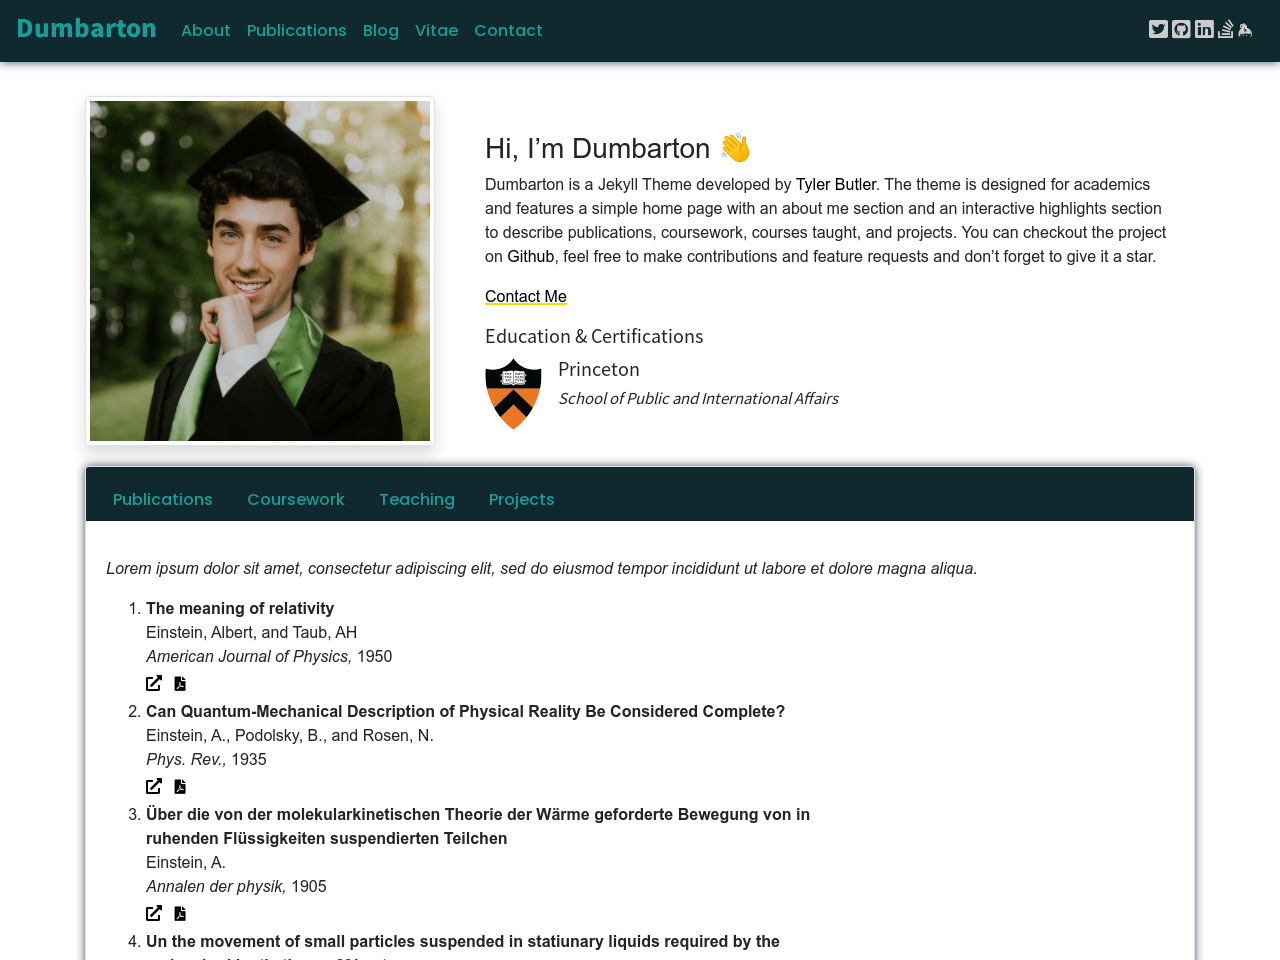 Dumbarton About Publications Blog Vitae Contact
Hi, I’m Dumbarton 👋
Dumbarton is a Jekyll Theme developed by Tyler Butler. The theme is designed for academics
and features a simple home page with an about me section and an interactive highlights section
to describe publications, coursework, courses taught, and projects. You can checkout the project
on Github, feel free to make contributions and feature requests and don’t forget to give it a star.
Contact Me
Education & Certifications
Princeton
School of Public and International Affairs
Publications Coursework Teaching Projects
Lorem ipsum dolor sit amet, consectetur adipiscing elit, sed do eiusmod tempor incididunt ut labore et dolore magna aliqua.
1. The meaning of relativity
Einstein, Albert, and Taub, AH
American Journal of Physics, 1950
2. Can Quantum-Mechanical Description of Physical Reality Be Considered Complete?
Einstein, A., Podolsky, B., and Rosen, N.
Phys. Rev., 1935
3. Über die von der molekularkinetischen Theorie der Wärme geforderte Bewegung von in
ruhenden Flüssigkeiten suspendierten Teilchen
Einstein, A.
Annalen der physik, 1905
4. Un the movement of small particles suspended in statiunary liquids required by the